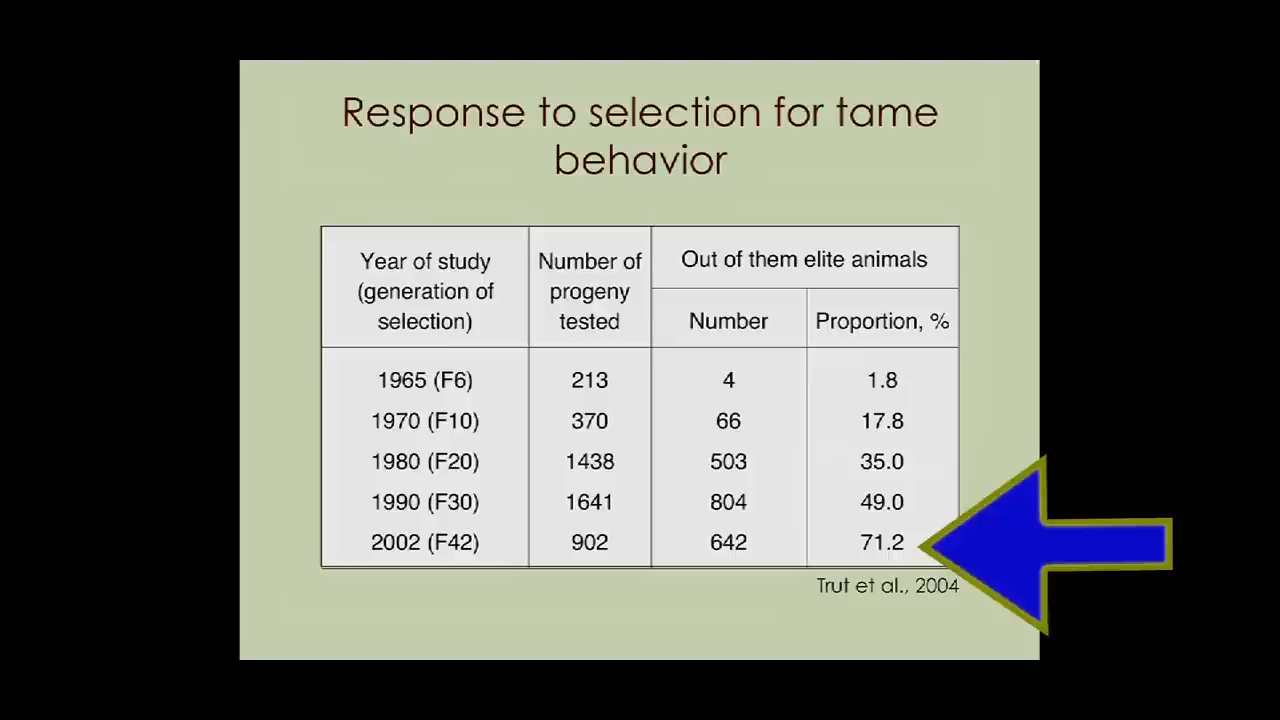 Response to selection for tame
behavior
Year of study
(generation of
selection)
Number of
progeny
tested
Out of them elite animals
Number
Proportion, %
1965 (F6) 213 4 1.8
1970 (F10) 370 66 17.8
1980 (F20) 1438 503 35.0
1990 (F30) 1641 804 49.0
2002 (F42) 902 642 71.2
Trut et al., 2004